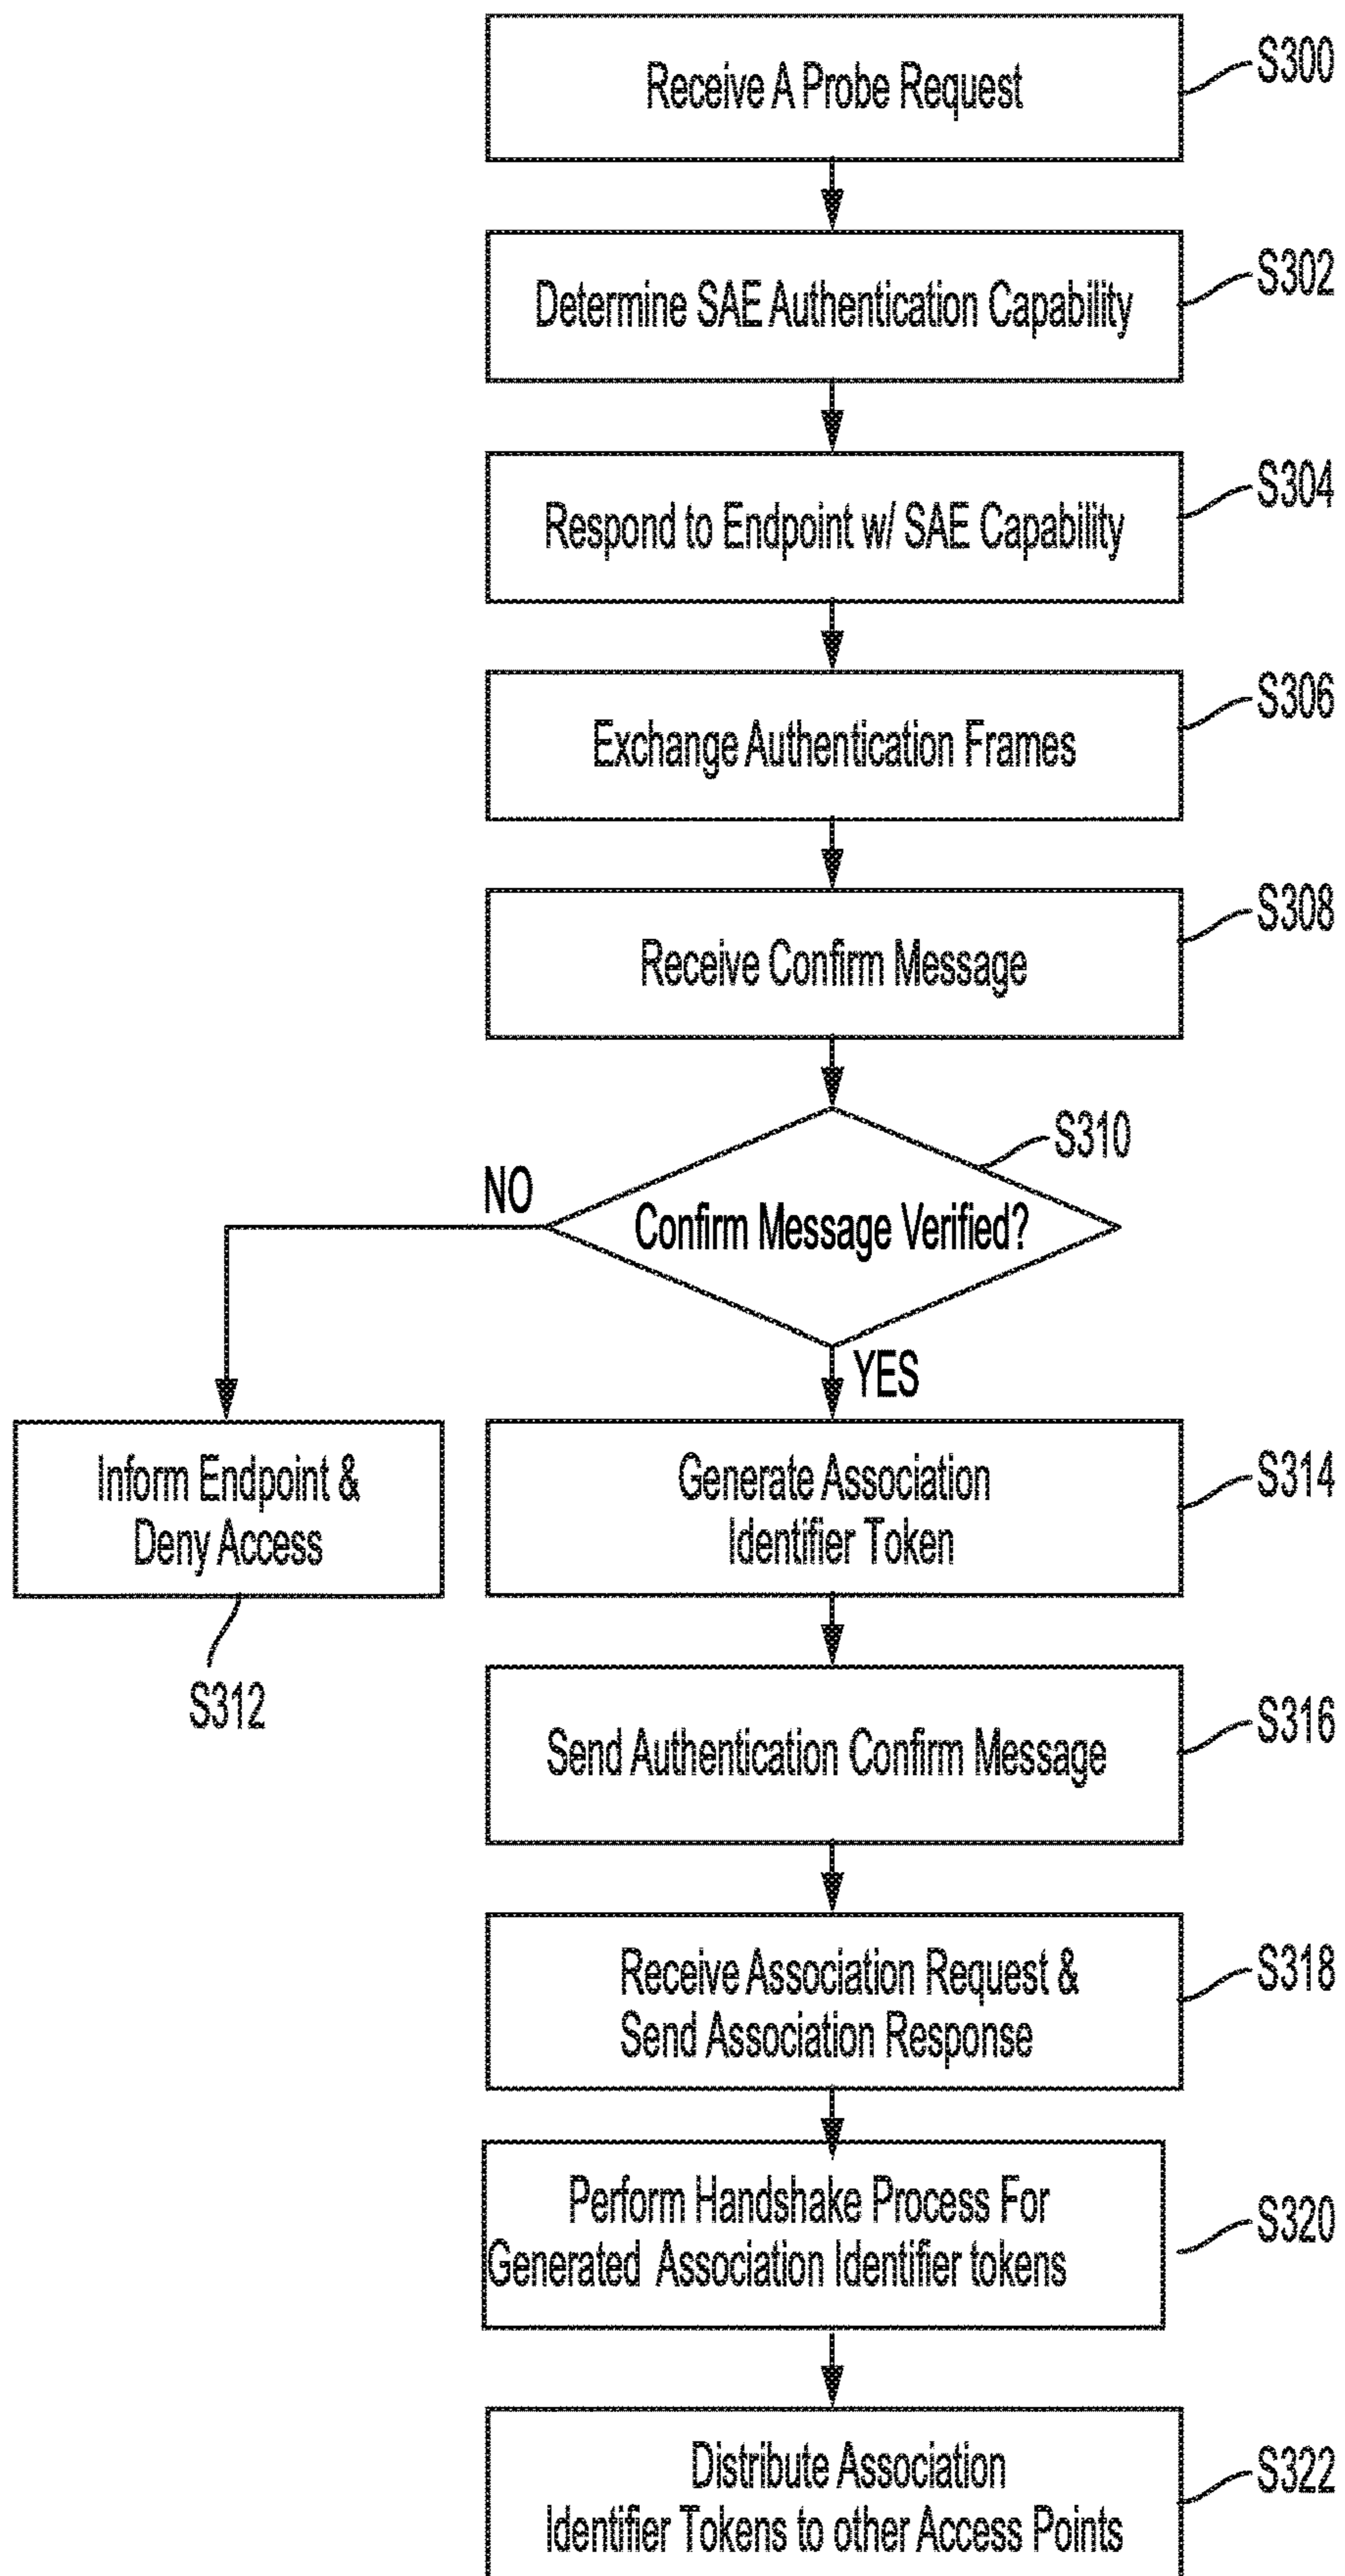 Receive A Probe Request
S300
Determine SAE Authentication Capability
S302
Respond to Endpoint w/ SAE Capability
S304
Exchange Authentication Frames
S306
Receive Confirm Message
S308
S310
NO
Confirm Message Verified?
YES
Inform Endpoint &
Deny Access
S312
Generate Association
Identifier Token
S314
Send Authentication Confirm Message
S316
Receive Association Request &
Send Association Response
S318
Perform Handshake Process For
Generated Association Identifier tokens
S320
Distribute Association
Identifier Tokens to other Access Points
S322